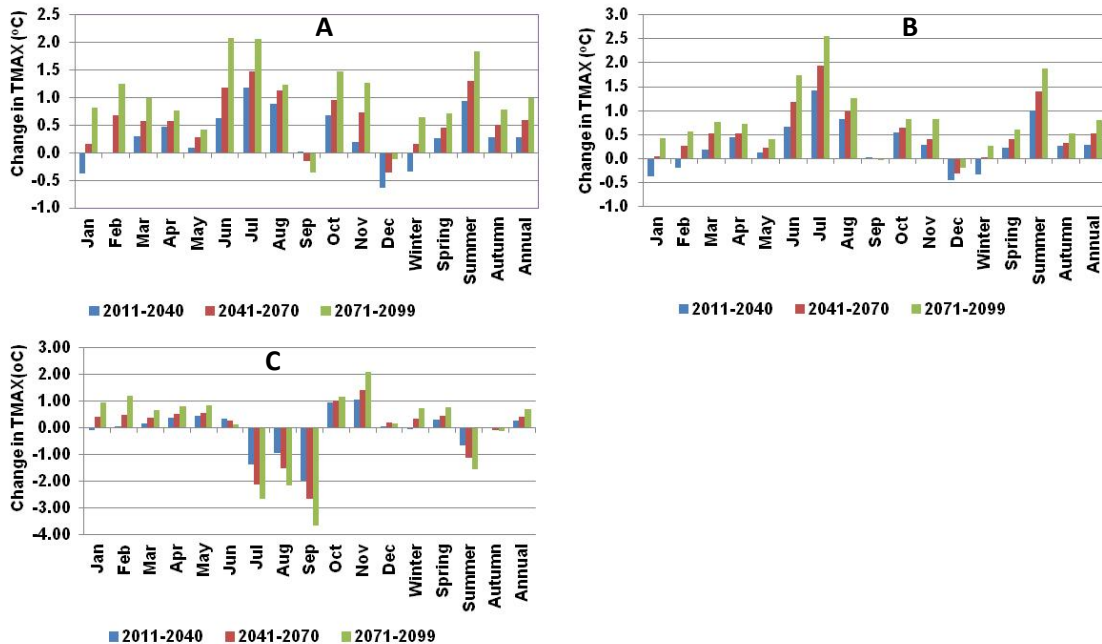 A
Change in TMAX (°C)
2.5
2.0
1.5
1.0
0.5
0.0
-0.5
-1.0
Jan Feb Mar Apr May Jun Jul Aug Sep Oct Nov Dec Winter Spring Summer Autumn Annual
2011-2040 2041-2070 2071-2099
B
Change in TMAX (°C)
3.0
2.5
2.0
1.5
1.0
0.5
0.0
-0.5
-1.0
Jan Feb Mar Apr May Jun Jul Aug Sep Oct Nov Dec Winter Spring Summer Autumn Annual
2011-2040 2041-2070 2071-2099
C
Change in TMAX(oC)
3.00
2.00
1.00
0.00
-1.00
-2.00
-3.00
-4.00
Jan Feb Mar Apr May Jun Jul Aug Sep Oct Nov Dec Winter Spring Summer Autumn Annual
2011-2040 2041-2070 2071-2099